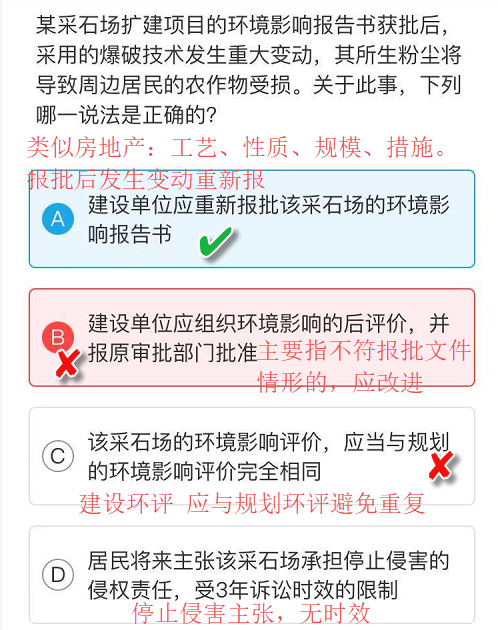 某采石场扩建项目的环境影响报告书获批后，
采用的爆破技术发生重大变动，其所生粉尘将
导致周边居民的农作物受损。关于此事，下列
哪一说法是正确的?
类似房地产：工艺、性质、规模、措施。
报批后发生变动重新报
A 建设单位应重新报批该采石场的环境影
响报告书
B 建设单位应组织环境影响的后评价，并
报原审批部门批准主要指不符报批文件
情形的，应改进
C 该采石场的环境影响评价，应当与规划
的环境影响评价完全相同
建设环评 应与规划环评避免重复
D 居民将来主张该采石场承担停止侵害的
侵权责任，受3年诉讼时效的限制
停止侵害主张，无时效